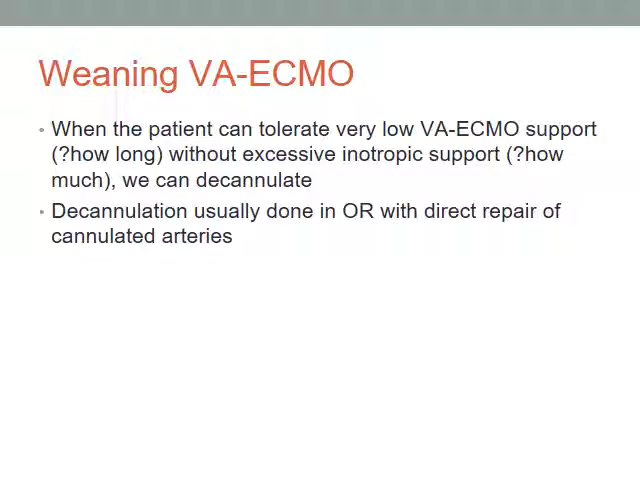 Weaning VA-ECMO
• When the patient can tolerate very low VA-ECMO support
(?how long) without excessive inotropic support (?how
much), we can decannulate
• Decannulation usually done in OR with direct repair of
cannulated arteries